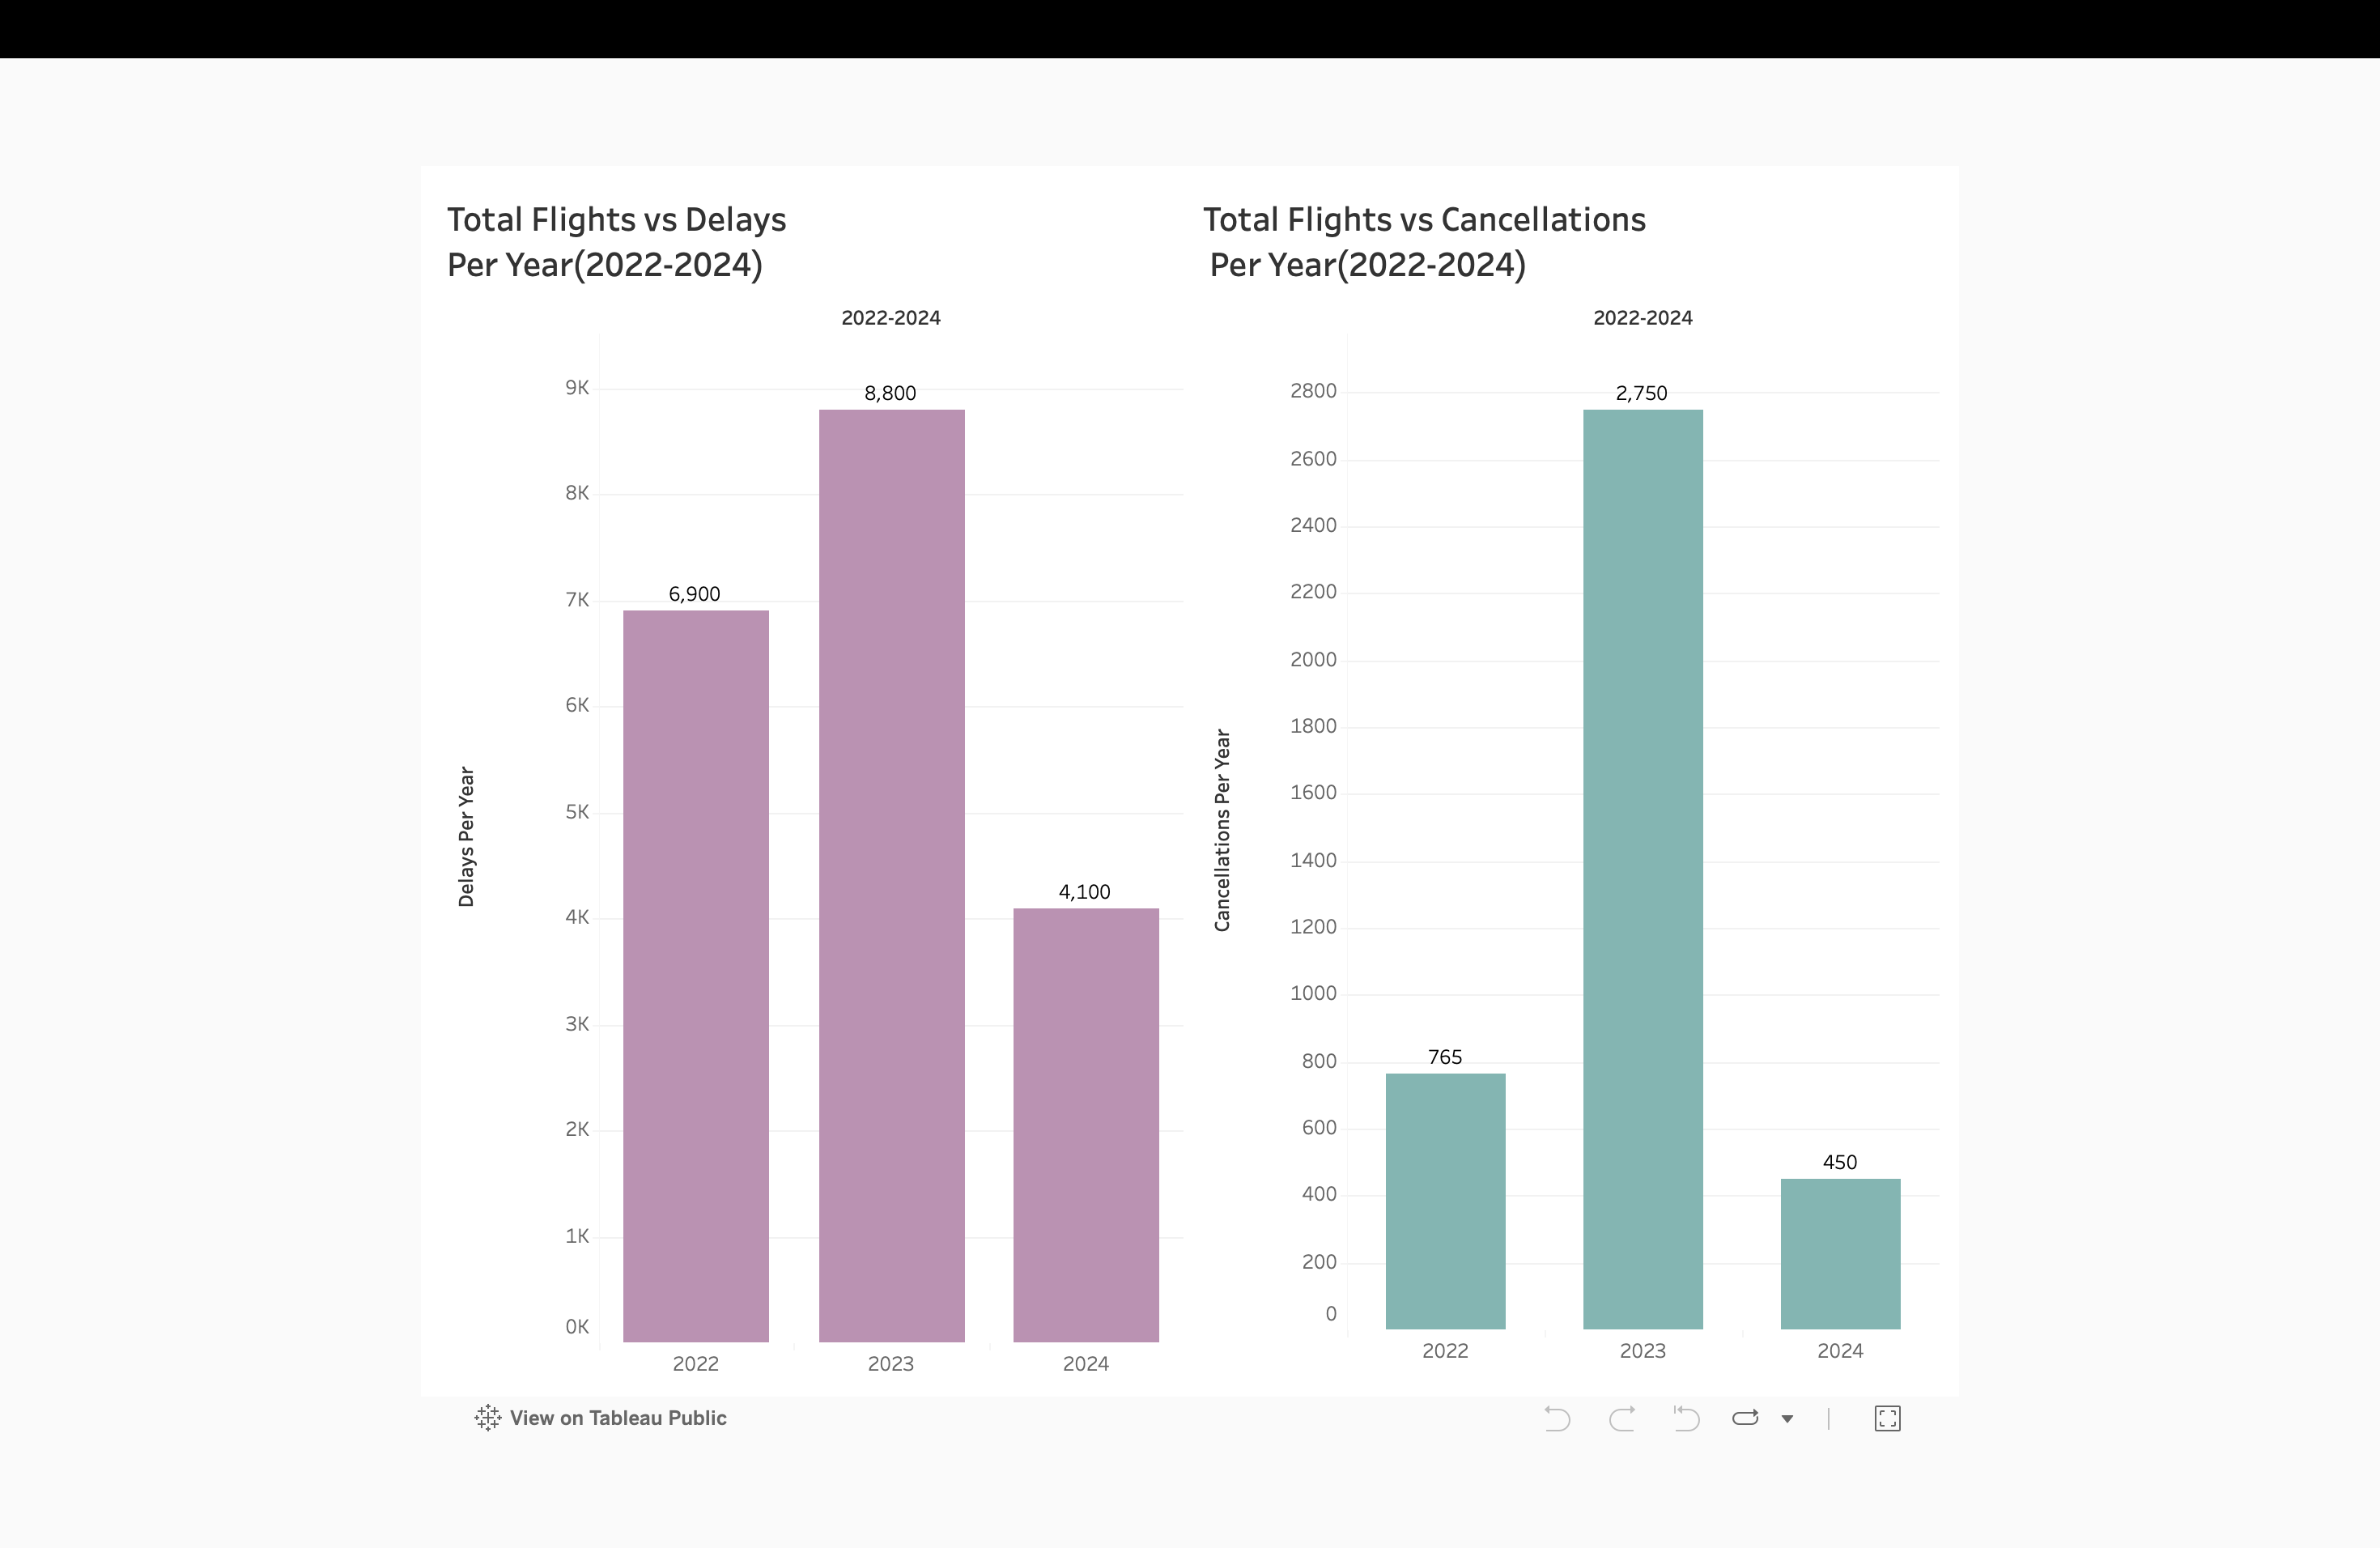 Total Flights vs Delays
Per Year(2022-2024)
2022-2024
9K
8K
7K
6K
5K
4K
3K
2K
1K
0K
Delays Per Year
6,900
8,800
4,100
2022
2023
2024
Total Flights vs Cancellations
Per Year(2022-2024)
2022-2024
2800
2600
2400
2200
2000
1800
1600
1400
1200
1000
800
600
400
200
0
Cancellations Per Year
765
2,750
450
2022
2023
2024
View on Tableau Public